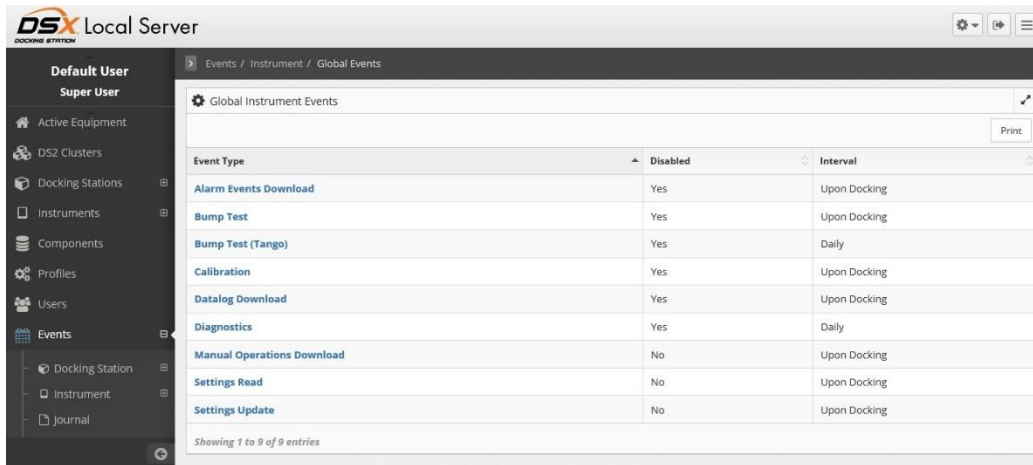 DSX Local Server
DOCKING STATION
Default User
Super User
Active Equipment
DS2 Clusters
Docking Stations
Instruments
Components
Profiles
Users
Events
Docking Station
Instrument
Journal
Events / Instrument / Global Events
Global Instrument Events
Print
Event Type Disabled Interval
Alarm Events Download Yes Upon Docking
Bump Test Yes Upon Docking
Bump Test (Tango) Yes Daily
Calibration Yes Upon Docking
Datalog Download Yes Upon Docking
Diagnostics Yes Daily
Manual Operations Download No Upon Docking
Settings Read No Upon Docking
Settings Update No Upon Docking
Showing 1 to 9 of 9 entries